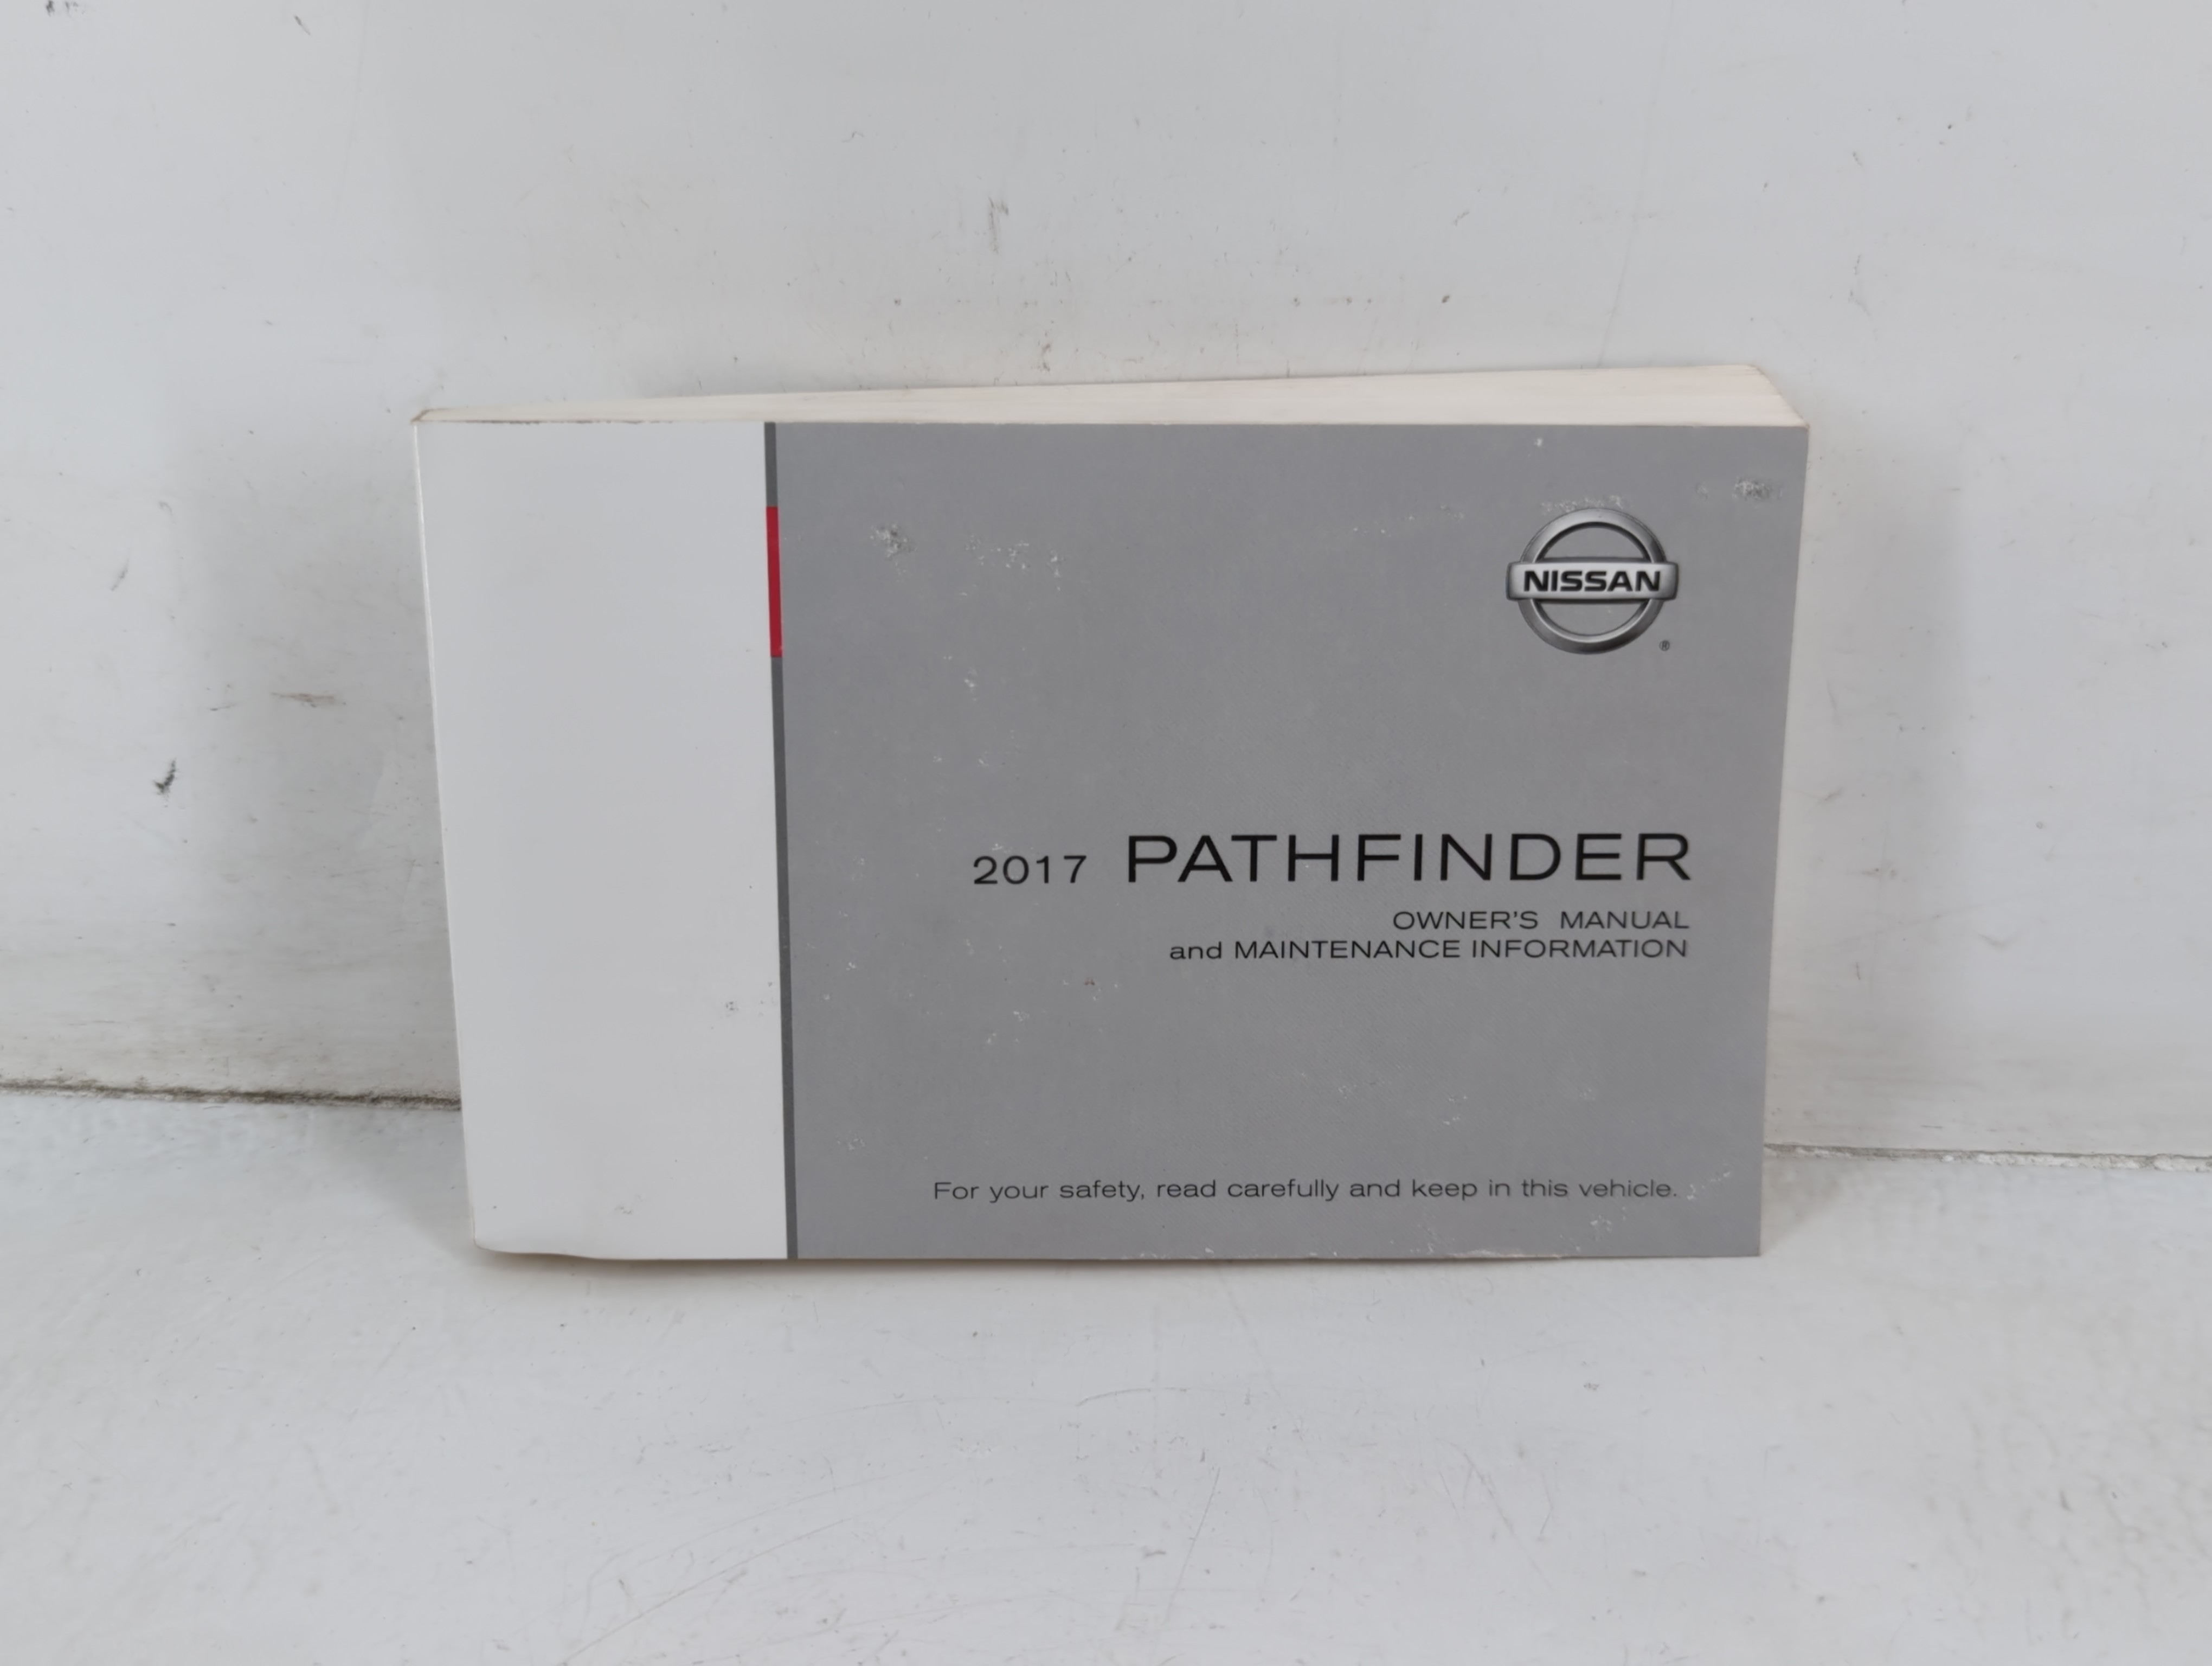 NISSAN
®
2017 PATHFINDER
OWNER'S MANUAL
and MAINTENANCE INFORMATION
For your safety, read carefully and keep in this vehicle.